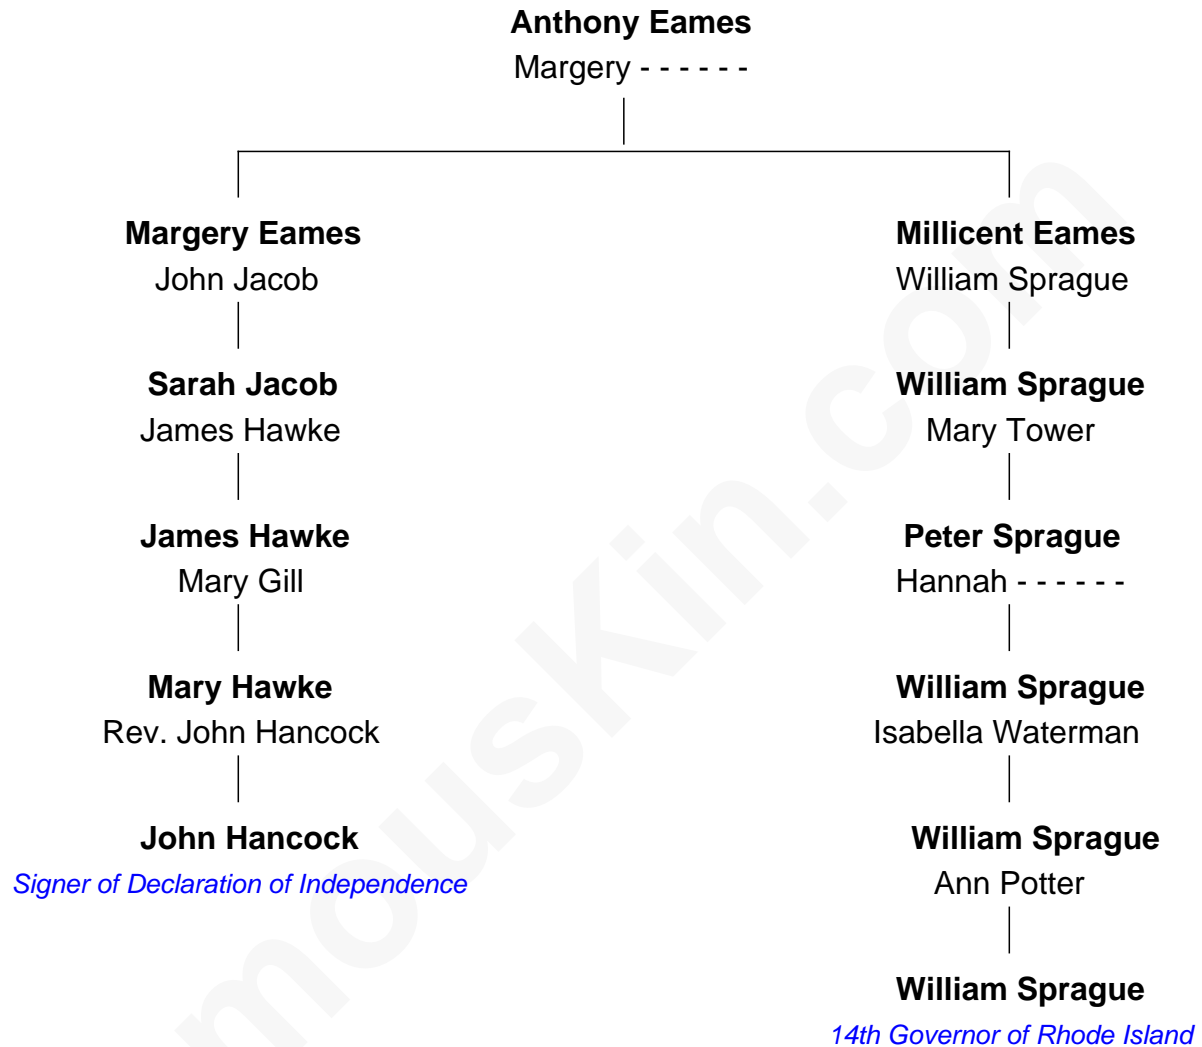 Anthony Eames
Margery - - - - - -
Margery Eames
John Jacob
Millicent Eames
William Sprague
Sarah Jacob
James Hawke
William Sprague
Mary Tower
James Hawke
Mary Gill
Peter Sprague
Hannah - - - - - -
Mary Hawke
Rev. John Hancock
William Sprague
Isabella Waterman
John Hancock
Signer of Declaration of Independence
William Sprague
Ann Potter
William Sprague
14th Governor of Rhode Island
mouskin.com